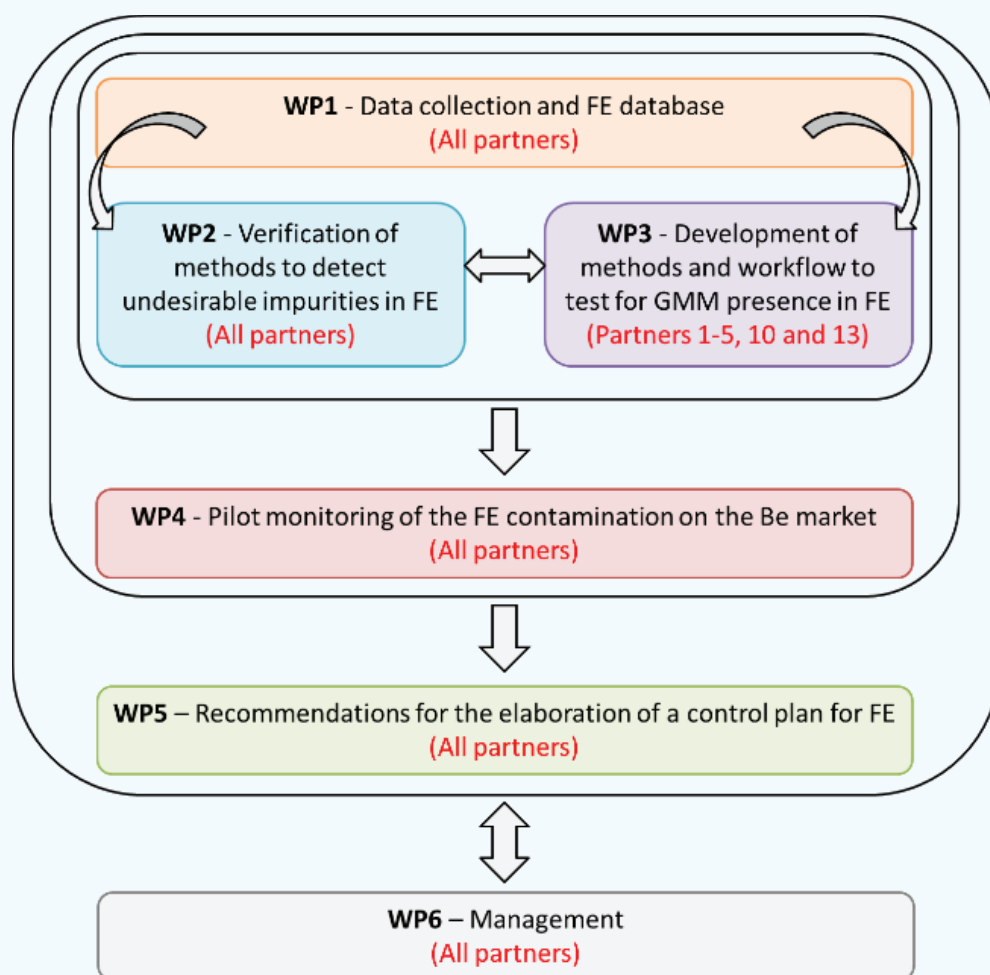 WP1 - Data collection and FE database
(All partners)
WP2 - Verification of
methods to detect
undesirable impurities in FE
(All partners)
WP3 - Development of
methods and workflow to
test for GMM presence in FE
(Partners 1-5, 10 and 13)
WP4 - Pilot monitoring of the FE contamination on the Be market
(All partners)
WP5 – Recommendations for the elaboration of a control plan for FE
(All partners)
WP6 – Management
(All partners)